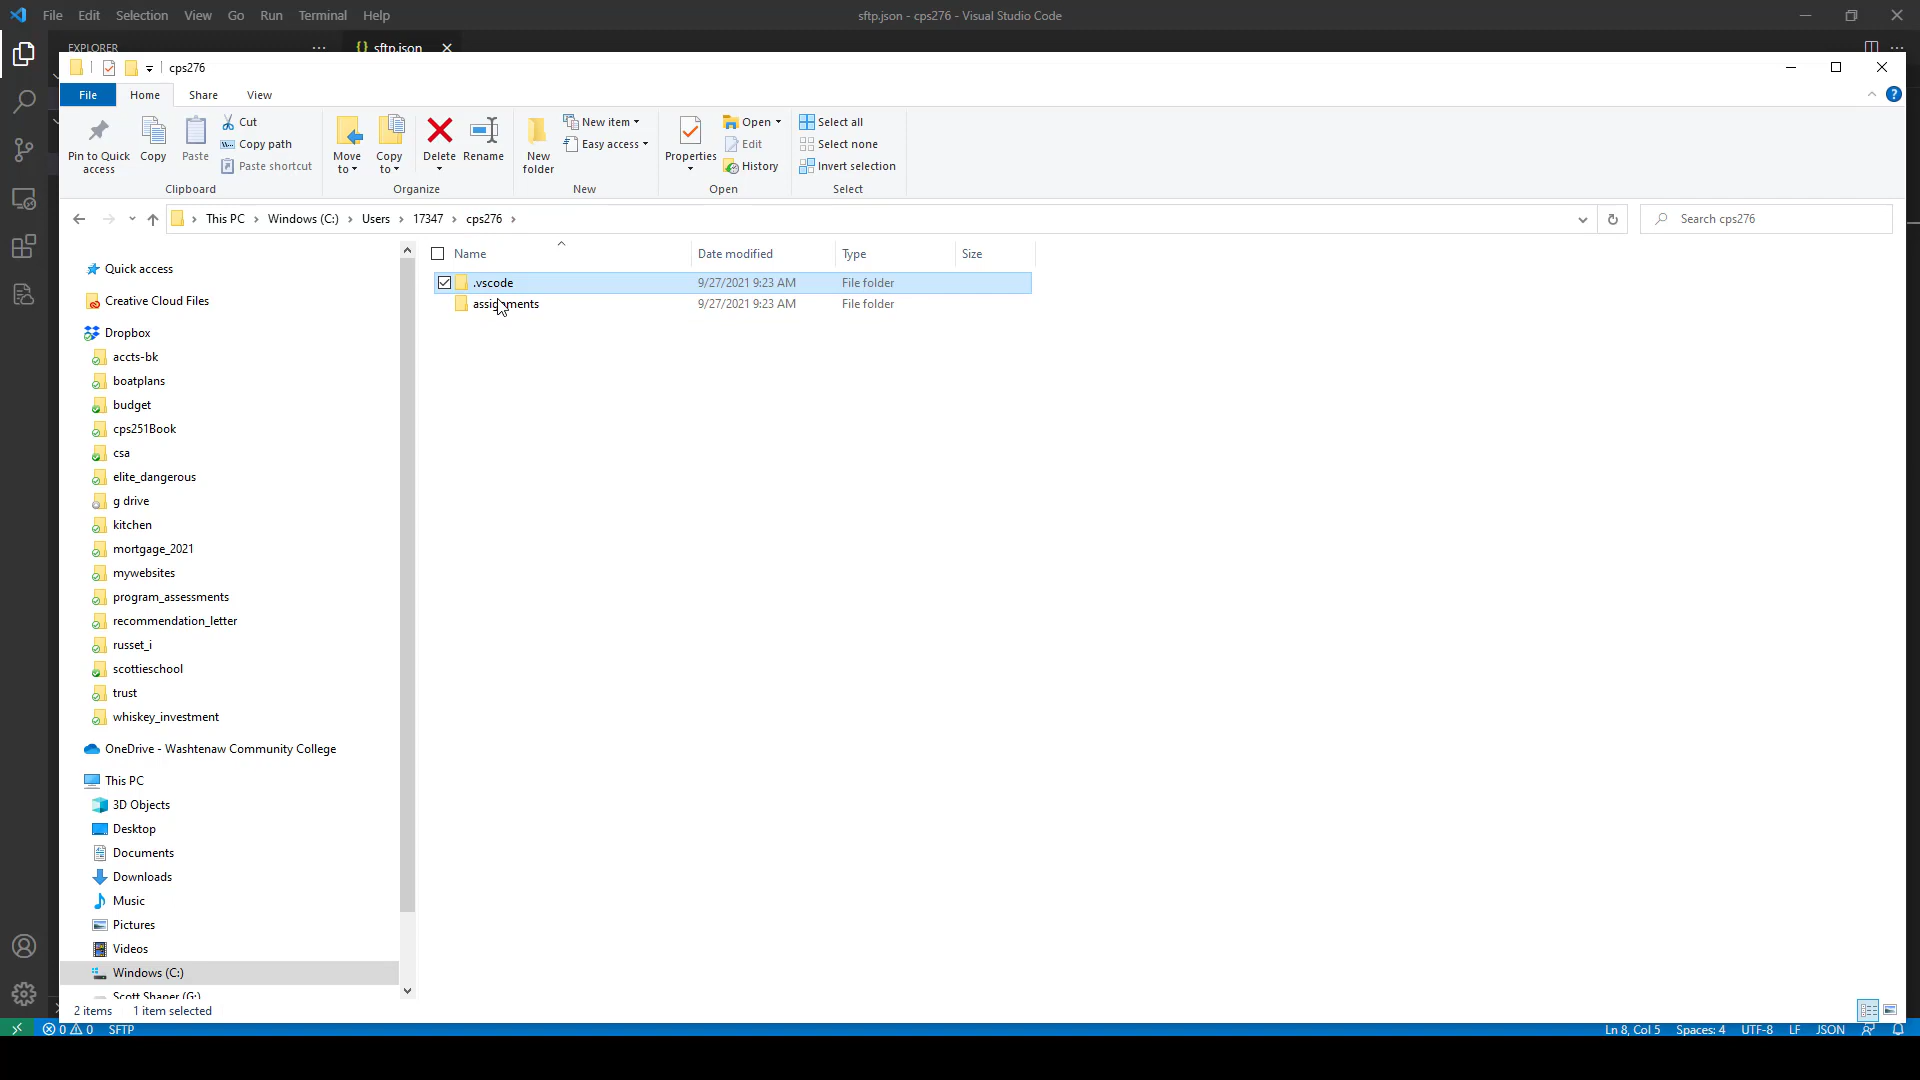 File Edit Selection View Go Run Terminal Help
sftp.json - cps276 - Visual Studio Code
EXPLORER
{} sftp.json
cps276
File Home Share View
Pin to Quick access
Copy
Paste
Cut
Copy path
Paste shortcut
Clipboard
Move to
Copy to
Delete
Rename
Organize
New folder
New item
Easy access
New
Properties
Open
Edit
History
Open
Select all
Select none
Invert selection
Select
This PC > Windows (C:) > Users > 17347 > cps276 >
Search cps276
Name Date modified Type Size
.vscode 9/27/2021 9:23 AM File folder
assignments 9/27/2021 9:23 AM File folder
Quick access
Creative Cloud Files
Dropbox
accts-bk
boatplans
budget
cps251Book
csa
elite_dangerous
g drive
kitchen
mortgage_2021
mywebsites
program_assessments
recommendation_letter
russet_i
scottieschool
trust
whiskey_investment
OneDrive - Washtenaw Community College
This PC
3D Objects
Desktop
Documents
Downloads
Music
Pictures
Videos
Windows (C:)
Scott Shaper (G:)
2 items 1 item selected
0 0 SFTP
Ln 8, Col 5 Spaces: 4 UTF-8 LF JSON